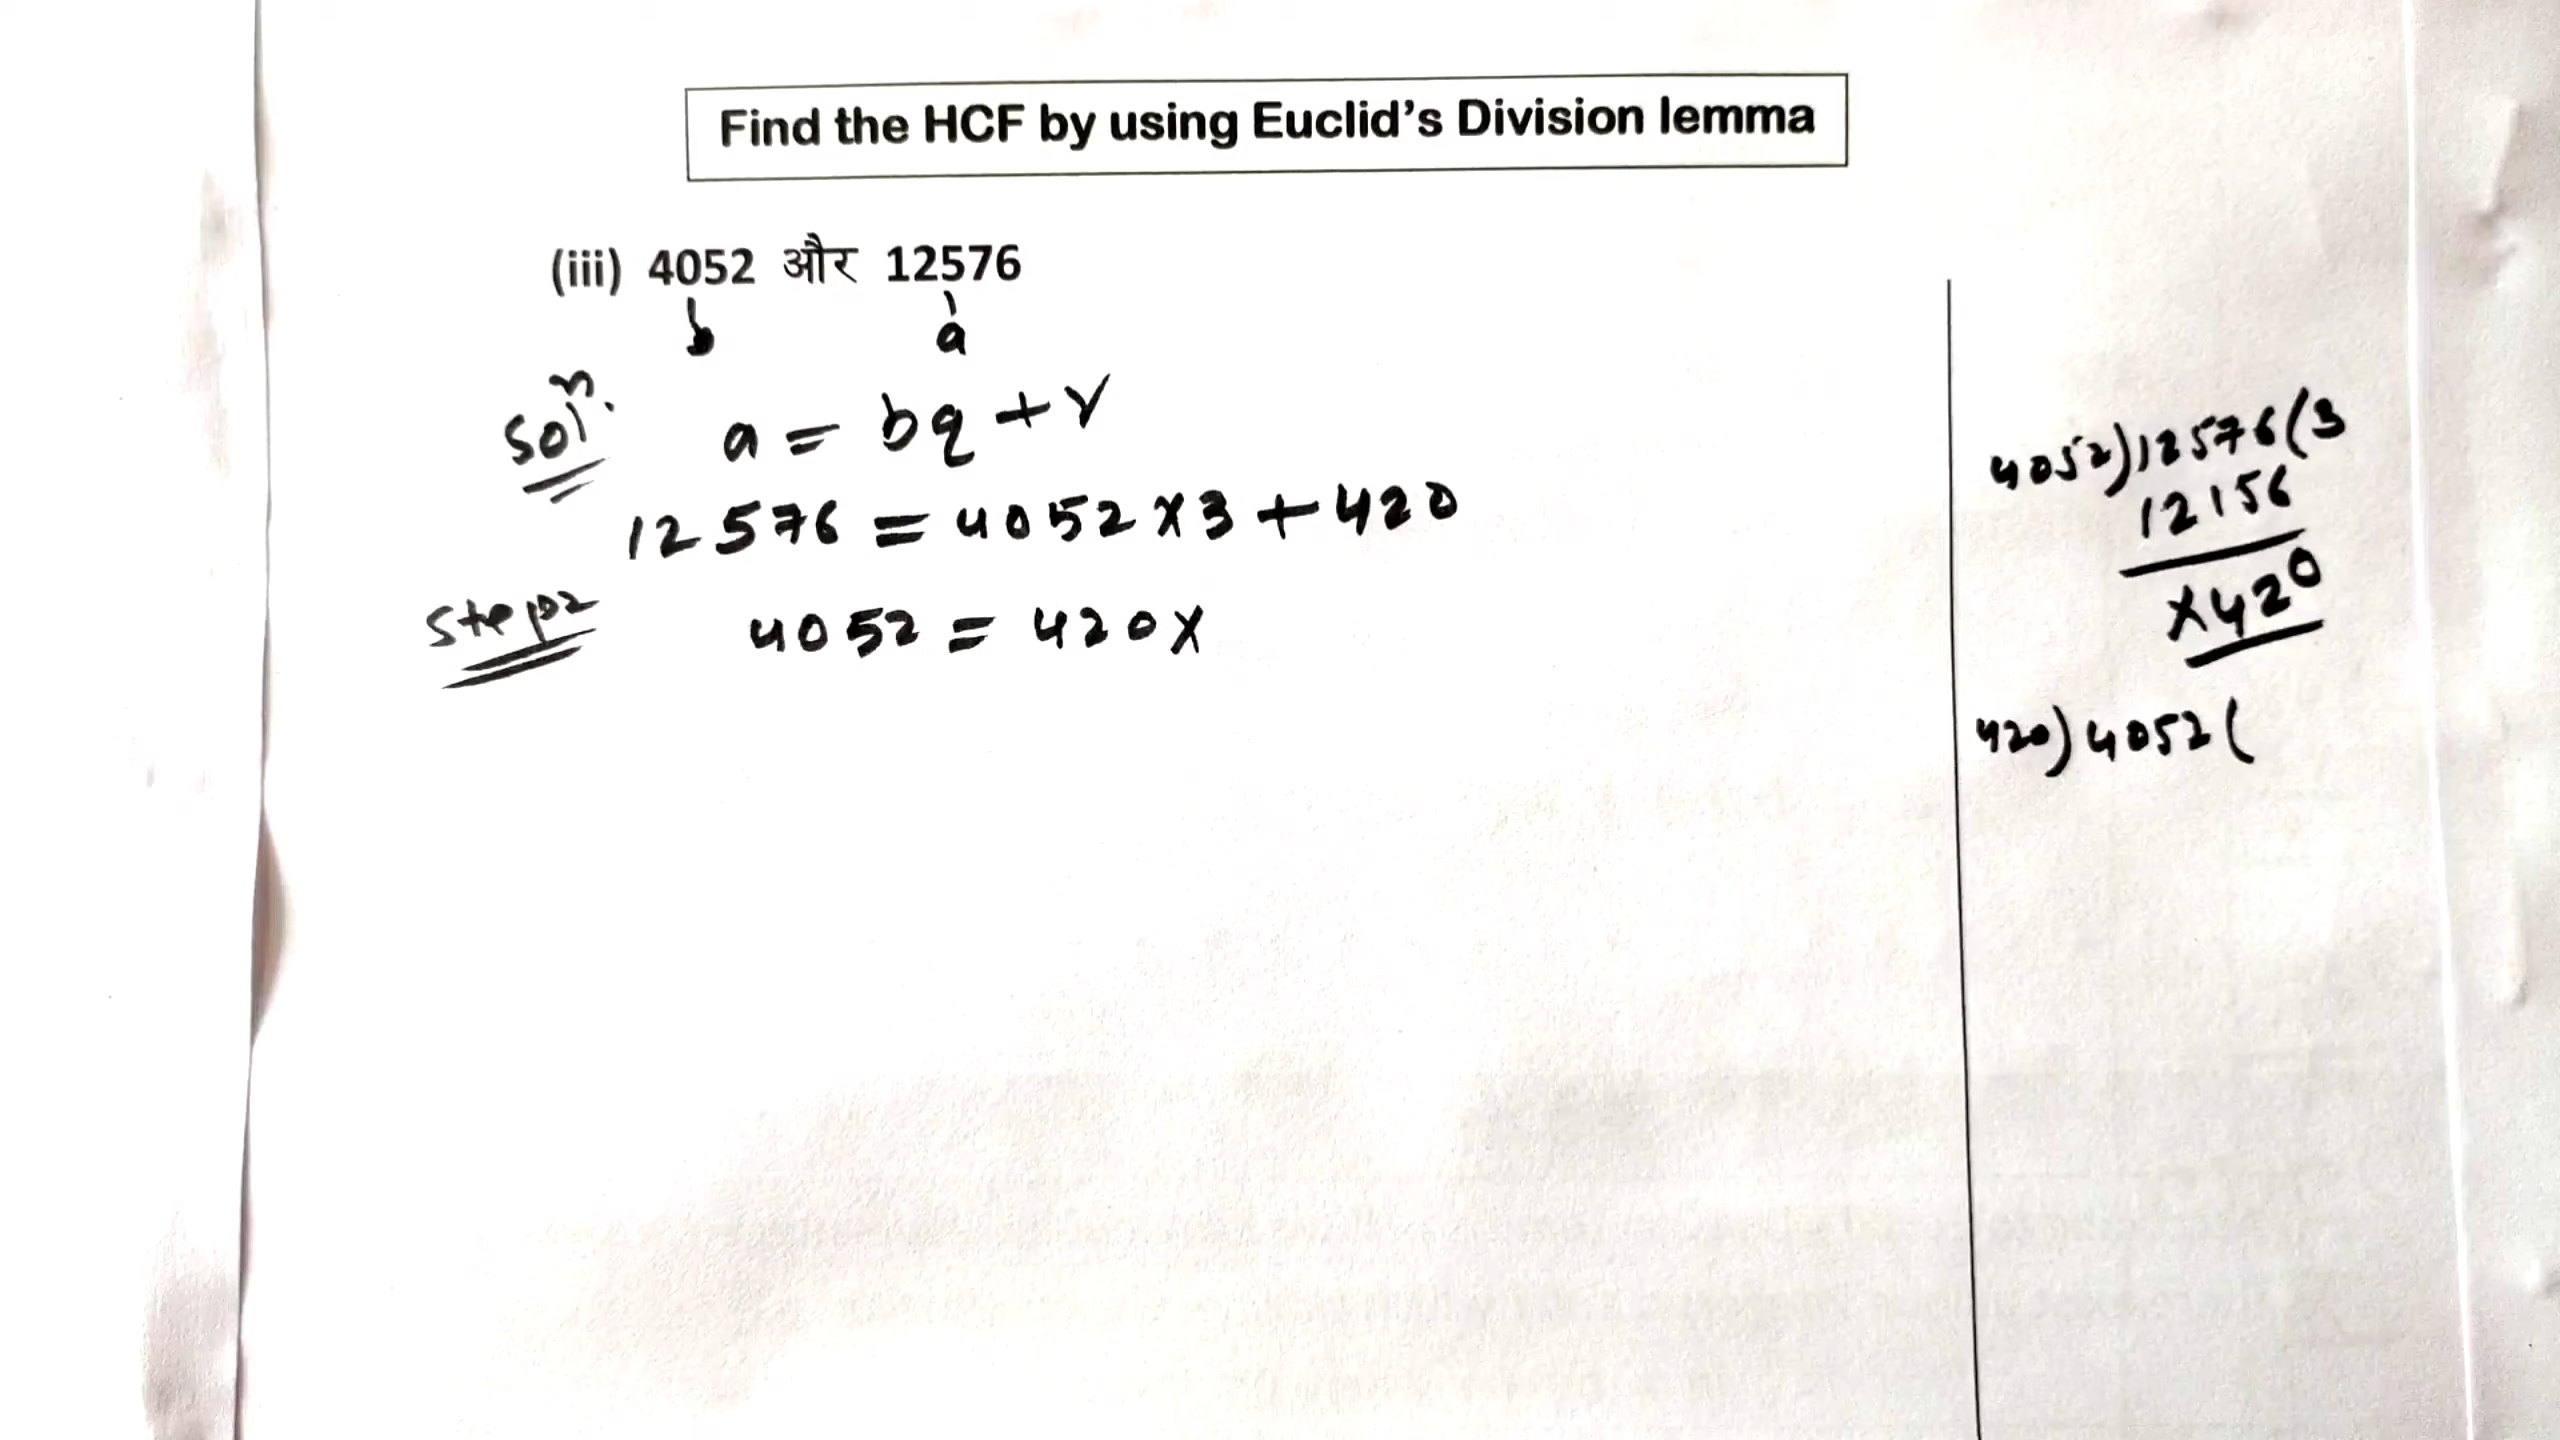 Find the HCF by using Euclid's Division lemma
(iii) 4052 और 12576
b a
Solⁿ. a = bq + r
12576 = 4052 x 3 + 420
Step 2 4052 = 420 x
4052)12576(3
12156
x420
420)4052(